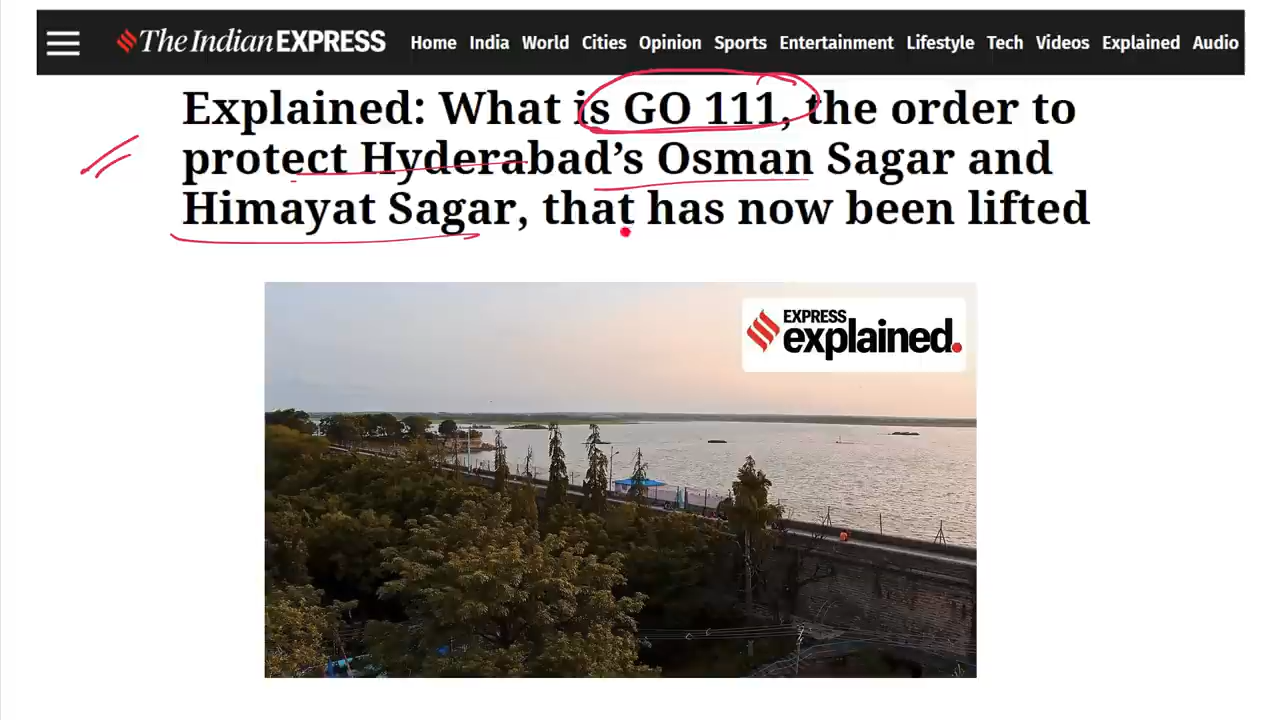 The Indian EXPRESS Home India World Cities Opinion Sports Entertainment Lifestyle Tech Videos Explained Audio
Explained: What is GO 111, the order to
protect Hyderabad's Osman Sagar and
Himayat Sagar, that has now been lifted
EXPRESS
explained.